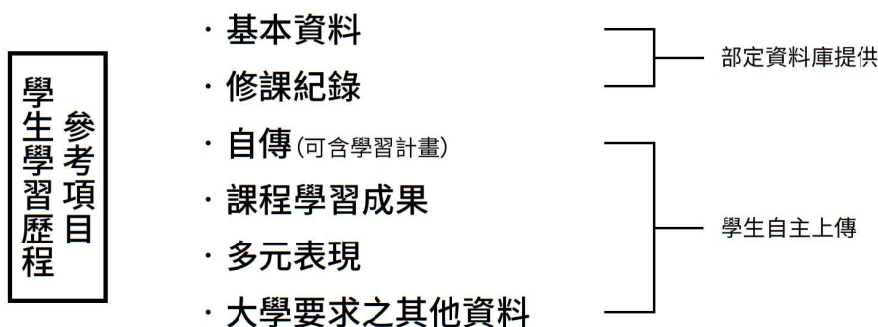 學生學習歷程
參考項目
· 基本資料
· 修課紀錄
部定資料庫提供
· 自傳(可含學習計畫)
· 課程學習成果
· 多元表現
· 大學要求之其他資料
學生自主上傳